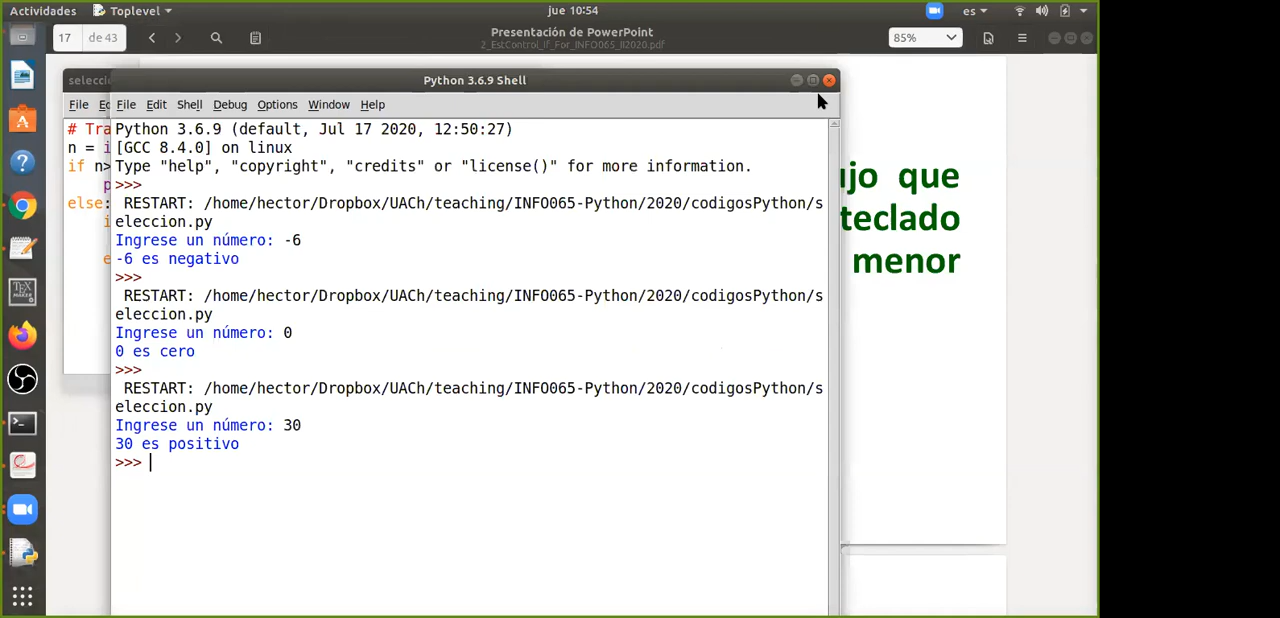 Actividades Toplevel jue 10:54 es
17 de 43 Presentación de PowerPoint 85%
2_EstControl_If_For_INFO065_II2020.pdf
Python 3.6.9 Shell
File File Edit Shell Debug Options Window Help
# Tra
n = i
if n>
p
else:
i
e
Python 3.6.9 (default, Jul 17 2020, 12:50:27)
[GCC 8.4.0] on linux
Type "help", "copyright", "credits" or "license()" for more information.
>>>
RESTART: /home/hector/Dropbox/UACh/teaching/INFO065-Python/2020/codigosPython/s
eleccion.py
Ingrese un número: -6
-6 es negativo
>>>
RESTART: /home/hector/Dropbox/UACh/teaching/INFO065-Python/2020/codigosPython/s
eleccion.py
Ingrese un número: 0
0 es cero
>>>
RESTART: /home/hector/Dropbox/UACh/teaching/INFO065-Python/2020/codigosPython/s
eleccion.py
Ingrese un número: 30
30 es positivo
>>>
ujo que
teclado
menor